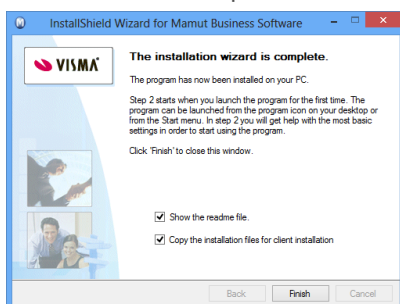 InstallShield Wizard for Mamut Business Software
VISMA
The installation wizard is complete.
The program has now been installed on your PC.
Step 2 starts when you launch the program for the first time. The
program can be launched from the program icon on your desktop or
from the Start menu. In step 2 you will get help with the most basic
settings in order to start using the program.
Click 'Finish' to close this window.
Show the readme file.
Copy the installation files for client installation
Back Finish Cancel